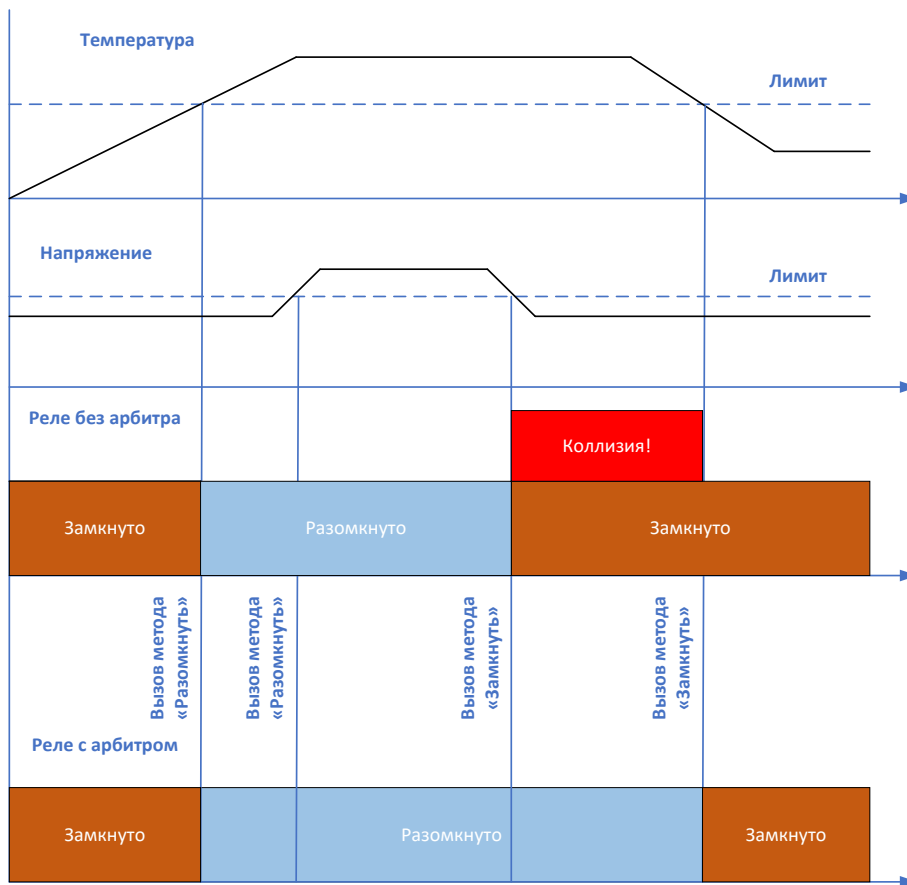 Температура
Лимит
Напряжение
Лимит
Реле без арбитра
Коллизия!
Замкнуто
Разомкнуто
Замкнуто
Вызов метода
«Разомкнуть»
Вызов метода
«Разомкнуть»
Вызов метода
«Замкнуть»
Вызов метода
«Замкнуть»
Реле с арбитром
Замкнуто
Разомкнуто
Замкнуто